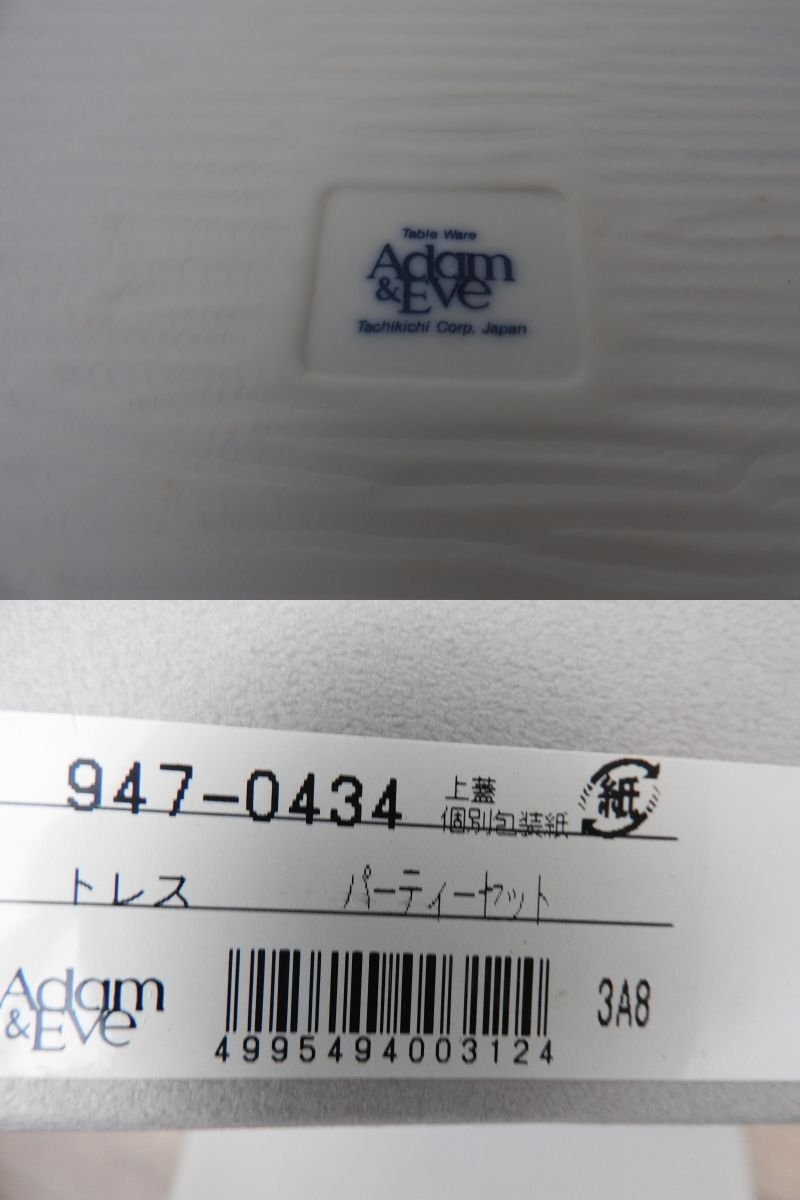 Table Ware
Adam
&Eve
Tachikichi Corp. Japan
947-0434
上蓋
個別包装紙
紙
トレス パーティーセット
Adam
&Eve
3A8
4995494003124